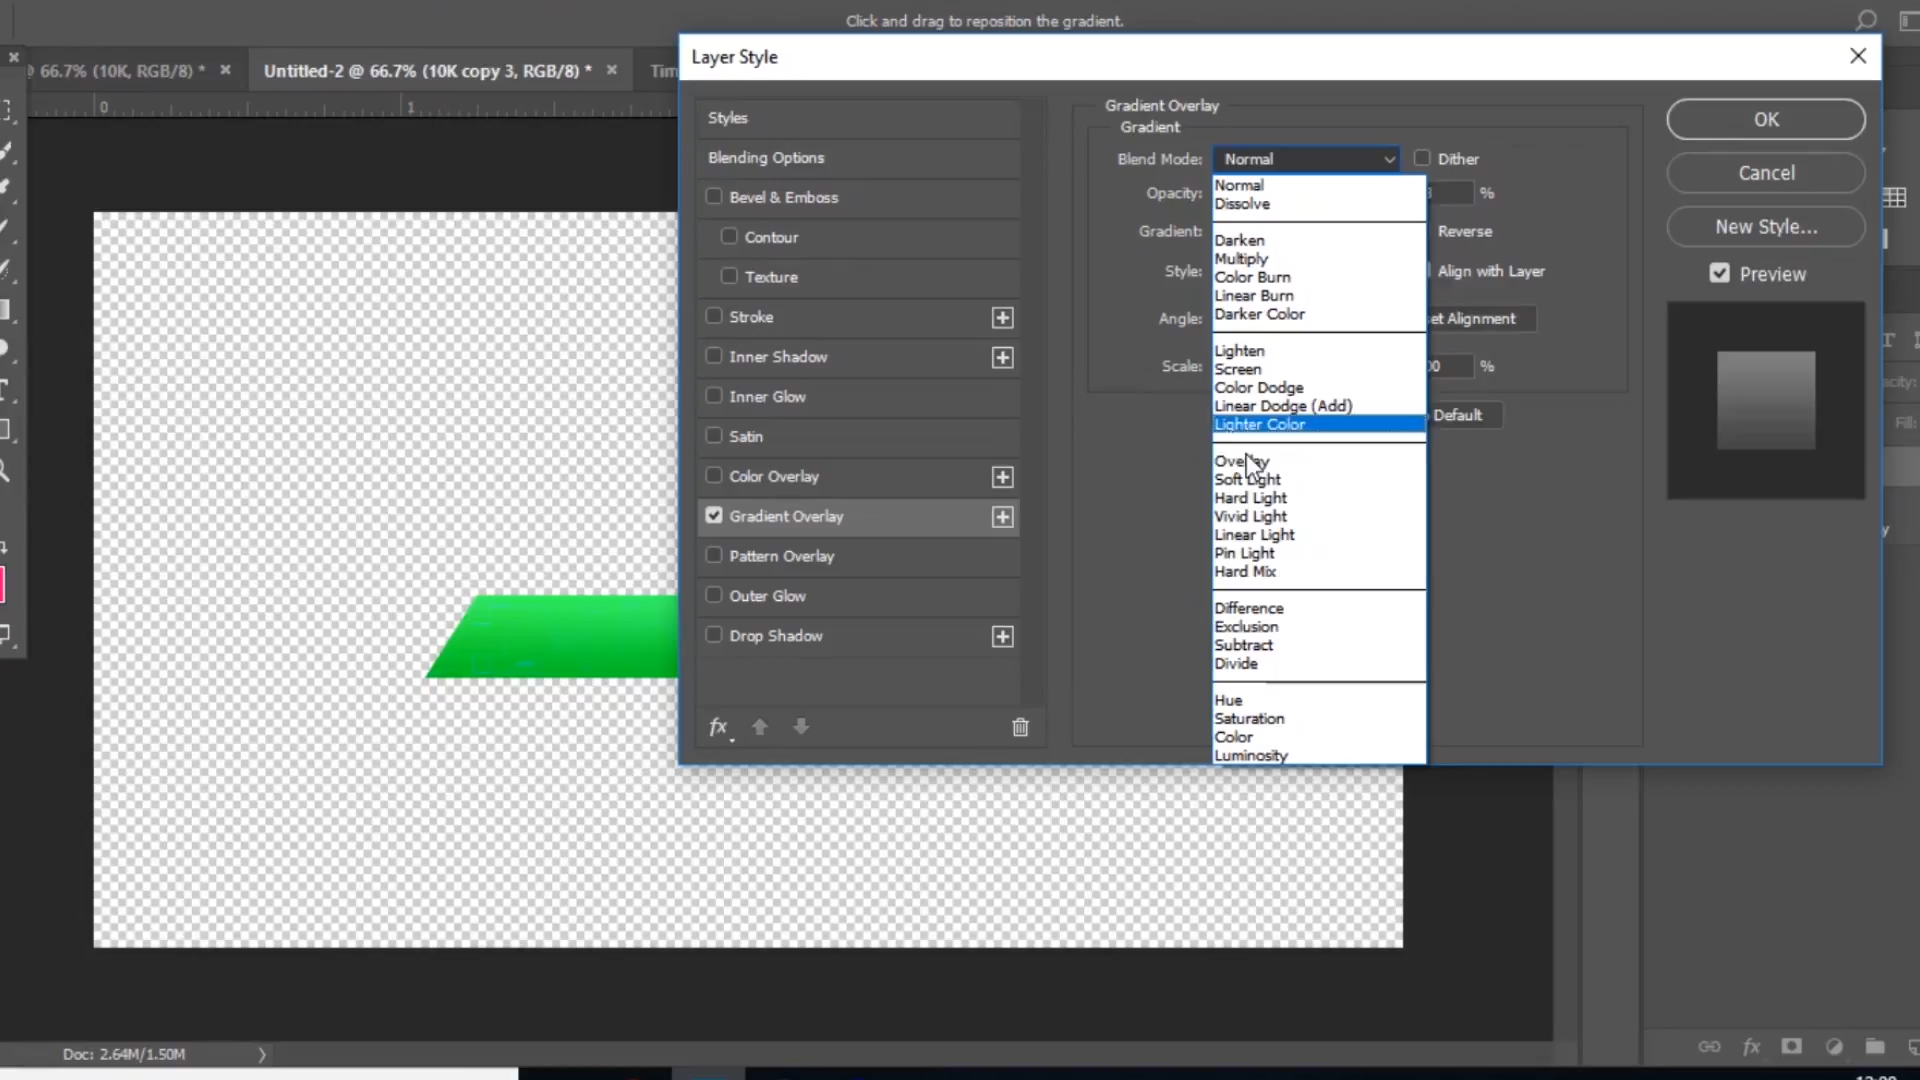 Click and drag to reposition the gradient.
66.7% (10K, RGB/8) *
Untitled-2 @ 66.7% (10K copy 3, RGB/8) *
0
1
Layer Style
Styles
Blending Options
Bevel & Emboss
Contour
Texture
Stroke
Inner Shadow
Inner Glow
Satin
Color Overlay
Gradient Overlay
Pattern Overlay
Outer Glow
Drop Shadow
fx
Gradient Overlay
Gradient
Blend Mode: Normal Dither
Opacity: %
Gradient: Reverse
Style: Align with Layer
Angle: Alignment
Scale: %
Default
Normal
Dissolve
Darken
Multiply
Color Burn
Linear Burn
Darker Color
Lighten
Screen
Color Dodge
Linear Dodge (Add)
Lighter Color
Overlay
Soft Light
Hard Light
Vivid Light
Linear Light
Pin Light
Hard Mix
Difference
Exclusion
Subtract
Divide
Hue
Saturation
Color
Luminosity
OK
Cancel
New Style...
Preview
Fill:
Doc: 2.64M/1.50M
fx